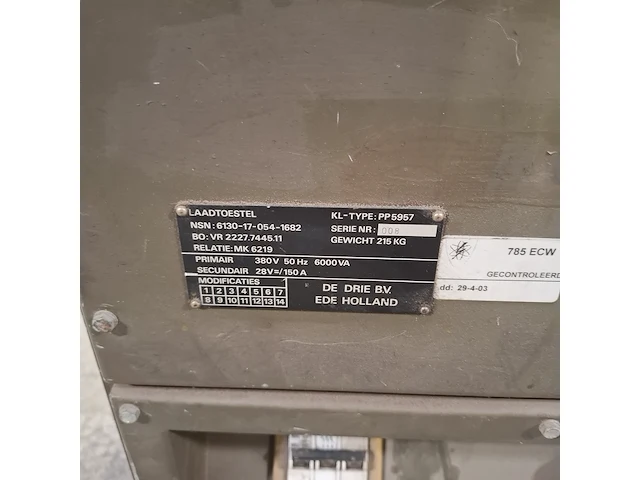 LAADTOESTEL KL-TYPE: PP5957
NSN: 6130-17-054-1682 SERIE NR: 008
BO: VR 2227.7445.11 GEWICHT 215 KG
RELATIE: MK 6219
PRIMAIR 380V 50 Hz 6000VA
SECUNDAIR 28V=/150 A
MODIFICATIES
1 2 3 4 5 6 7
8 9 10 11 12 13 14
DE DRIE B.V.
EDE HOLLAND
785 ECW
GECONTROLEERD
dd: 29-4-03